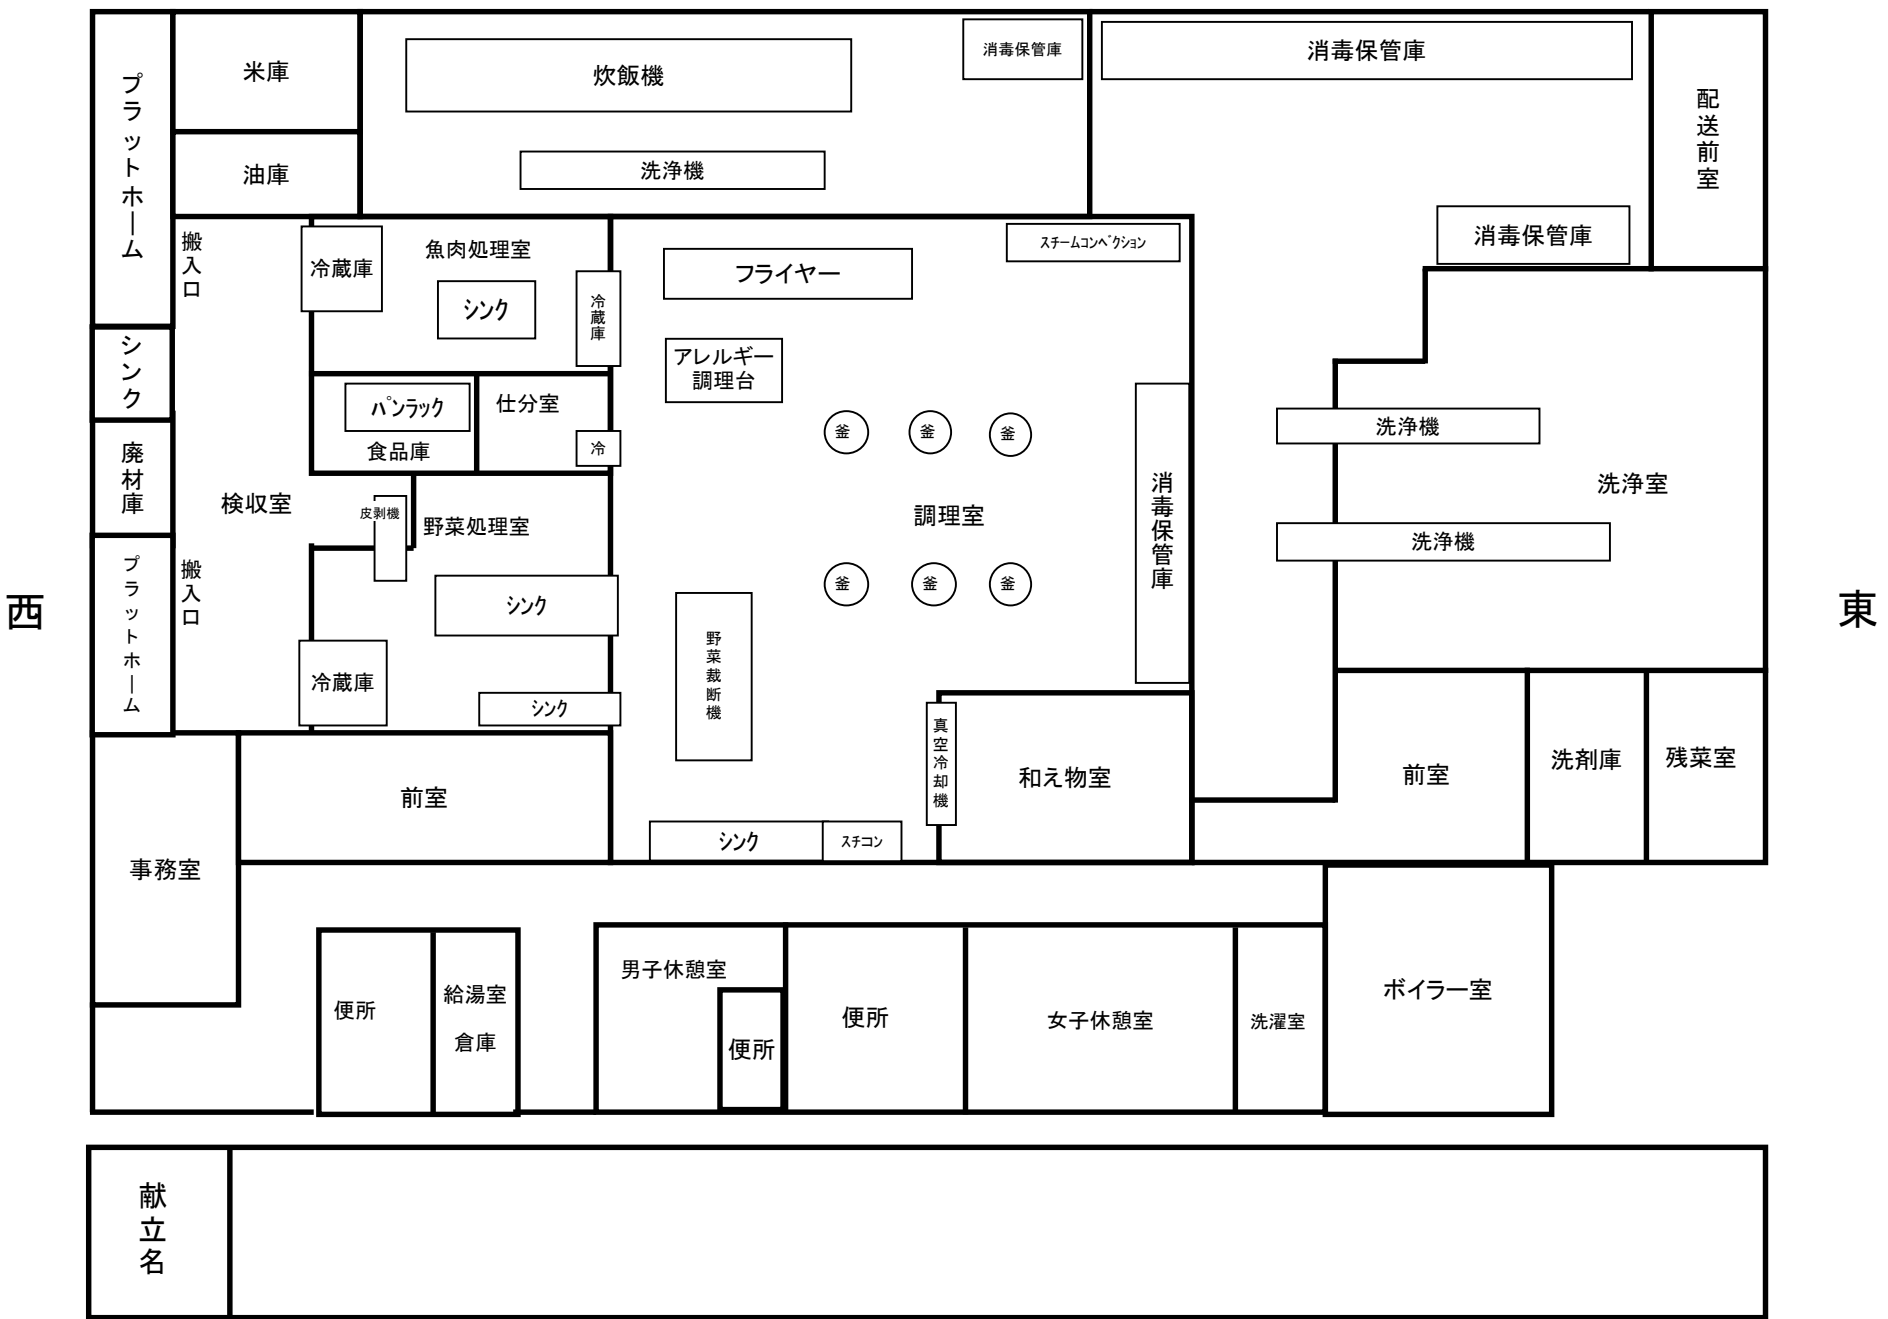 プラットホーム
米庫
炊飯機
消毒保管庫
消毒保管庫
配送前室
油庫
洗浄機
搬入口
冷蔵庫
魚肉処理室
シンク
冷蔵庫
フライヤー
スチームコンベクション
消毒保管庫
シンク
アレルギー
調理台
パンラック
食品庫
仕分室
冷
釜
釜
釜
洗浄機
廃材庫
検収室
皮剥機
野菜処理室
調理室
消毒保管庫
洗浄室
洗浄機
西
プラットホーム
搬入口
シンク
釜
釜
釜
東
冷蔵庫
シンク
野菜裁断機
真空冷却機
和え物室
前室
洗剤庫
残菜室
前室
シンク
スチコン
事務室
便所
給湯室
倉庫
男子休憩室
便所
便所
女子休憩室
洗濯室
ボイラー室
献立名